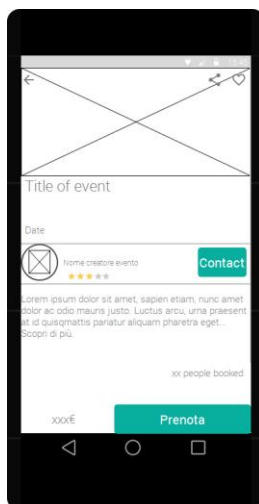 15:45
Title of event
Date
Nome creatore evento
Contact
Lorem ipsum dolor sit amet, sapien etiam, nunc amet
dolor ac odio mauris justo. Luctus arcu, urna praesent
at id quisqmattis pariatur aliquam pharetra eget...
Scopri di più.
xx people booked
xxx€
Prenota